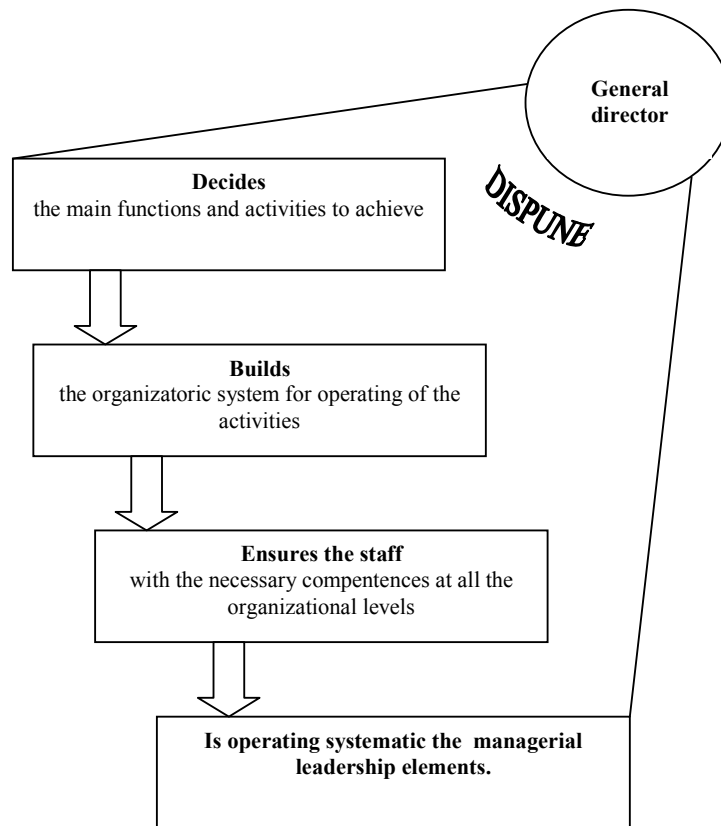 General
director
Decides
the main functions and activities to achieve
DISPUNE
Builds
the organizatoric system for operating of the
activities
Ensures the staff
with the necessary compentences at all the
organizational levels
Is operating systematic the managerial
leadership elements.